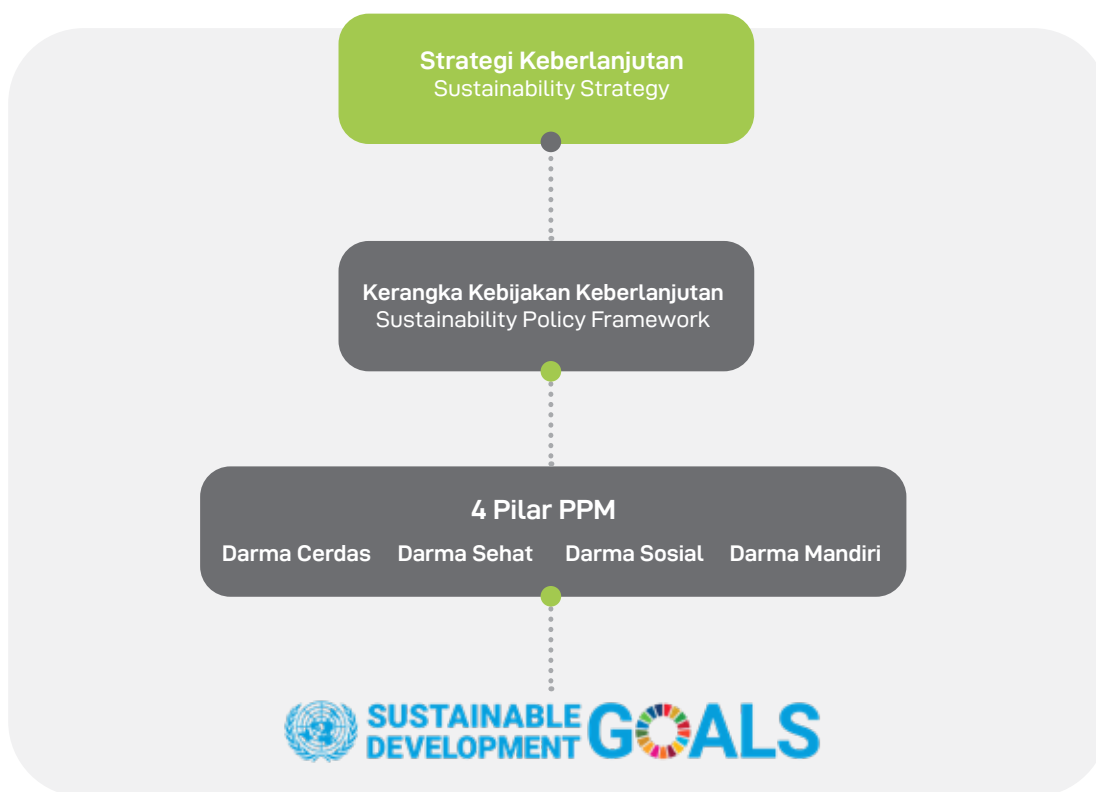 Strategi Keberlanjutan
Sustainability Strategy
Kerangka Kebijakan Keberlanjutan
Sustainability Policy Framework
4 Pilar PPM
Darma Cerdas Darma Sehat Darma Sosial Darma Mandiri
SUSTAINABLE DEVELOPMENT GOALS